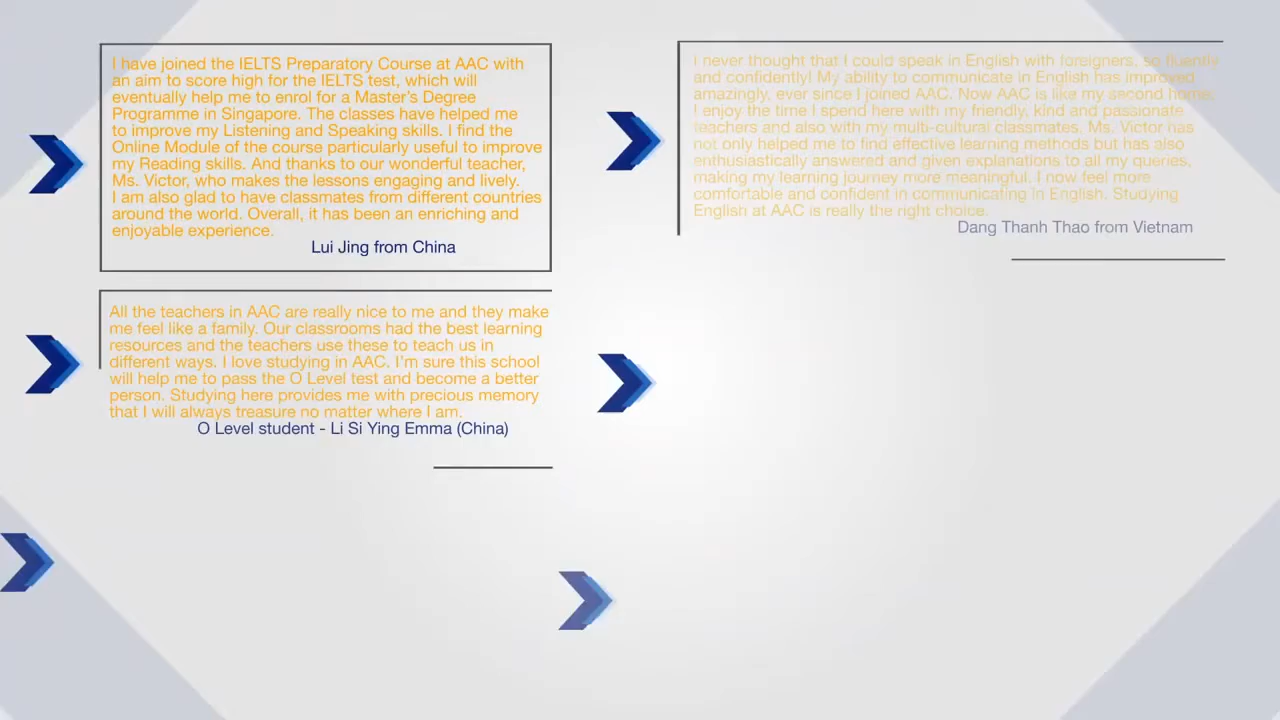 I have joined the IELTS Preparatory Course at AAC with
an aim to score high for the IELTS test, which will
eventually help me to enrol for a Master's Degree
Programme in Singapore. The classes have helped me
to improve my Listening and Speaking skills. I find the
Online Module of the course particularly useful to improve
my Reading skills. And thanks to our wonderful teacher,
Ms. Victor, who makes the lessons engaging and lively.
I am also glad to have classmates from different countries
around the world. Overall, it has been an enriching and
enjoyable experience.
Lui Jing from China
All the teachers in AAC are really nice to me and they make
me feel like a family. Our classrooms had the best learning
resources and the teachers use these to teach us in
different ways. I love studying in AAC. I'm sure this school
will help me to pass the O Level test and become a better
person. Studying here provides me with precious memory
that I will always treasure no matter where I am.
O Level student - Li Si Ying Emma (China)
I never thought that I could speak in English with foreigners, so fluently
and confidently! My ability to communicate in English has improved
amazingly, ever since I joined AAC. Now AAC is like my second home.
I enjoy the time I spend here with my friendly, kind and passionate
teachers and also with my multi-cultural classmates. Ms. Victor has
not only helped me to find effective learning methods but has also
enthusiastically answered and given explanations to all my queries,
making my learning journey more meaningful. I now feel more
comfortable and confident in communicating in English. Studying
English at AAC is really the right choice.
Dang Thanh Thao from Vietnam